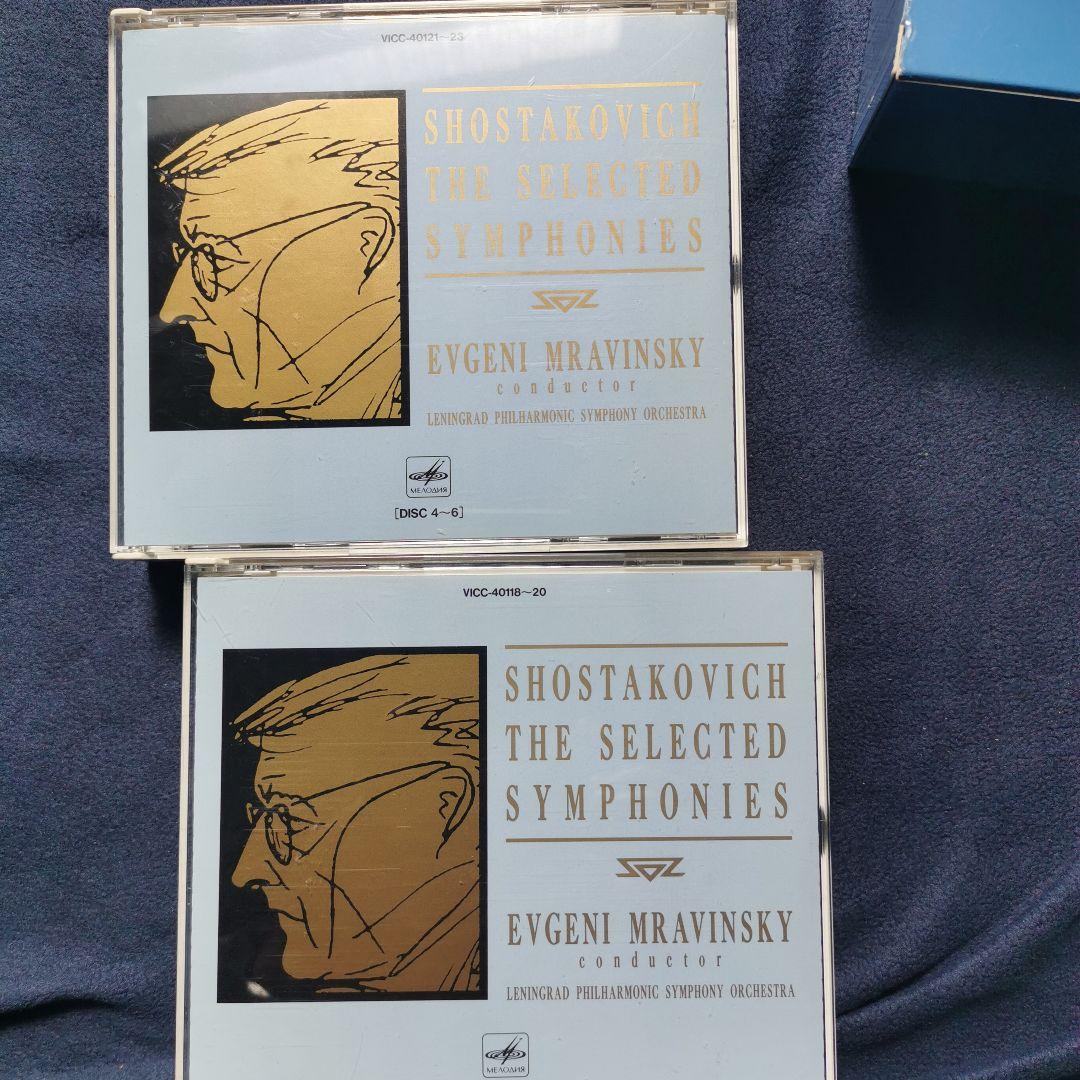 VICC-40121〜23
SHOSTAKOVICH
THE SELECTED
SYMPHONIES
EVGENI MRAVINSKY
conductor
LENINGRAD PHILHARMONIC SYMPHONY ORCHESTRA
МЕЛОДИЯ
[DISC 4〜6]
VICC-40118〜20
SHOSTAKOVICH
THE SELECTED
SYMPHONIES
EVGENI MRAVINSKY
conductor
LENINGRAD PHILHARMONIC SYMPHONY ORCHESTRA
МЕЛОДИЯ